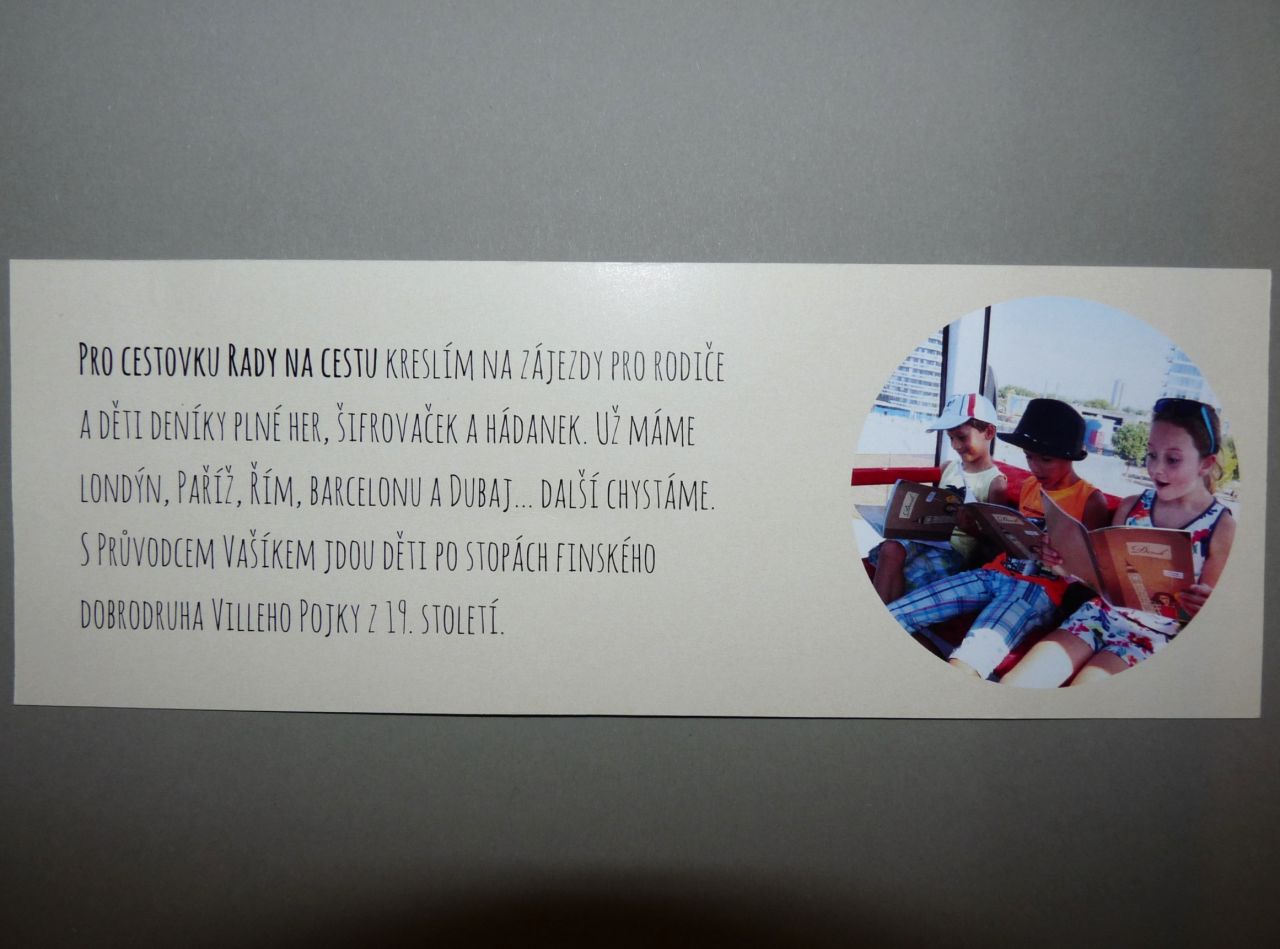 Pro cestovku Rady na cestu kreslím na zájezdy pro rodiče
a děti deníky plné her, šifrovaček a hádanek. Už máme
Londýn, Paříž, Řím, Barcelonu a Dubaj... další chystáme.
S Průvodcem Vašíkem jdou děti po stopách finského
dobrodruha Villeho Pojky z 19. století.